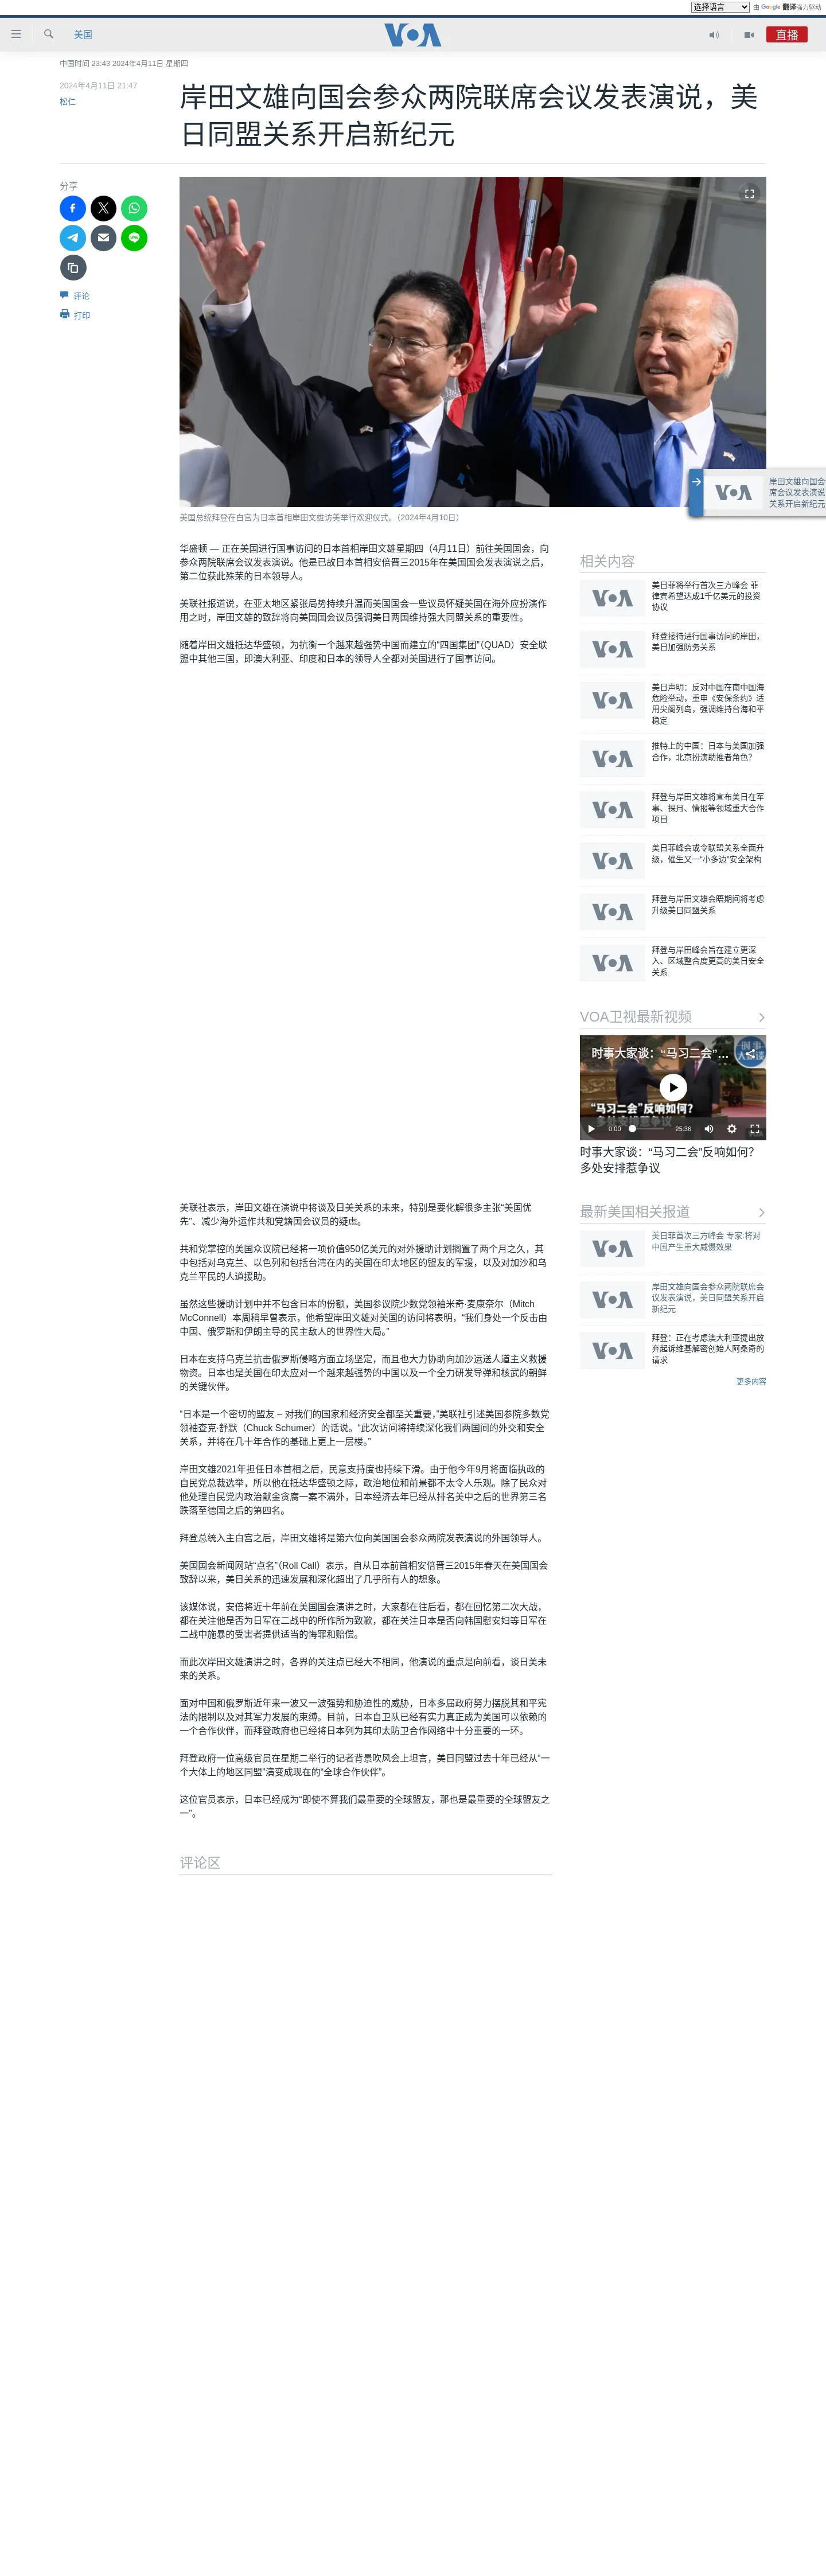 选择语言
由 Google 翻译强力驱动
美国
VOA
直播
中国时间 23:43 2024年4月11日 星期四
2024年4月11日 21:47
松仁
岸田文雄向国会参众两院联席会议发表演说，美
日同盟关系开启新纪元
分享
评论
打印
美国总统拜登在白宫为日本首相岸田文雄访美举行欢迎仪式。（2024年4月10日）
VOA
岸田文雄向国会
席会议发表演说
关系开启新纪元
华盛顿 — 正在美国进行国事访问的日本首相岸田文雄星期四（4月11日）前往美国国会，向
参众两院联席会议发表演说。他是已故日本首相安倍晋三2015年在美国国会发表演说之后，
第二位获此殊荣的日本领导人。
美联社报道说，在亚太地区紧张局势持续升温而美国国会一些议员怀疑美国在海外应扮演作
用之时，岸田文雄的致辞将向美国国会议员强调美日两国维持强大同盟关系的重要性。
随着岸田文雄抵达华盛顿，为抗衡一个越来越强势中国而建立的“四国集团”（QUAD）安全联
盟中其他三国，即澳大利亚、印度和日本的领导人全都对美国进行了国事访问。
美联社表示，岸田文雄在演说中将谈及日美关系的未来，特别是要化解很多主张“美国优
先”、减少海外运作共和党籍国会议员的疑虑。
共和党掌控的美国众议院已经将一项价值950亿美元的对外援助计划搁置了两个月之久，其
中包括对乌克兰、以色列和包括台湾在内的美国在印太地区的盟友的军援，以及对加沙和乌
克兰平民的人道援助。
虽然这些援助计划中并不包含日本的份额，美国参议院少数党领袖米奇·麦康奈尔（Mitch
McConnell）本周稍早曾表示，他希望岸田文雄对美国的访问将表明，“我们身处一个反击由
中国、俄罗斯和伊朗主导的民主敌人的世界性大局。”
日本在支持乌克兰抗击俄罗斯侵略方面立场坚定，而且也大力协助向加沙运送人道主义救援
物资。日本也是美国在印太应对一个越来越强势的中国以及一个全力研发导弹和核武的朝鲜
的关键伙伴。
“日本是一个密切的盟友 – 对我们的国家和经济安全都至关重要，”美联社引述美国参院多数党
领袖查克·舒默（Chuck Schumer）的话说。“此次访问将持续深化我们两国间的外交和安全
关系，并将在几十年合作的基础上更上一层楼。”
岸田文雄2021年担任日本首相之后，民意支持度也持续下滑。由于他今年9月将面临执政的
自民党总裁选举，所以他在抵达华盛顿之际，政治地位和前景都不太令人乐观。除了民众对
他处理自民党内政治献金贪腐一案不满外，日本经济去年已经从排名美中之后的世界第三名
跌落至德国之后的第四名。
拜登总统入主白宫之后，岸田文雄将是第六位向美国国会参众两院发表演说的外国领导人。
美国国会新闻网站“点名”（Roll Call）表示，自从日本前首相安倍晋三2015年春天在美国国会
致辞以来，美日关系的迅速发展和深化超出了几乎所有人的想象。
该媒体说，安倍将近十年前在美国国会演讲之时，大家都在往后看，都在回忆第二次大战，
都在关注他是否为日军在二战中的所作所为致歉，都在关注日本是否向韩国慰安妇等日军在
二战中施暴的受害者提供适当的悔罪和赔偿。
而此次岸田文雄演讲之时，各界的关注点已经大不相同，他演说的重点是向前看，谈日美未
来的关系。
面对中国和俄罗斯近年来一波又一波强势和胁迫性的威胁，日本多届政府努力摆脱其和平宪
法的限制以及对其军力发展的束缚。目前，日本自卫队已经有实力真正成为美国可以依赖的
一个合作伙伴，而拜登政府也已经将日本列为其印太防卫合作网络中十分重要的一环。
拜登政府一位高级官员在星期二举行的记者背景吹风会上坦言，美日同盟过去十年已经从“一
个大体上的地区同盟”演变成现在的“全球合作伙伴”。
这位官员表示，日本已经成为“即使不算我们最重要的全球盟友，那也是最重要的全球盟友之
一”。
评论区
相关内容
VOA
美日菲将举行首次三方峰会 菲
律宾希望达成1千亿美元的投资
协议
VOA
拜登接待进行国事访问的岸田，
美日加强防务关系
VOA
美日声明：反对中国在南中国海
危险举动，重申《安保条约》适
用尖阁列岛，强调维持台海和平
稳定
VOA
推特上的中国：日本与美国加强
合作，北京扮演助推者角色？
VOA
拜登与岸田文雄将宣布美日在军
事、探月、情报等领域重大合作
项目
VOA
美日菲峰会或令联盟关系全面升
级，催生又一“小多边”安全架构
VOA
拜登与岸田文雄会晤期间将考虑
升级美日同盟关系
VOA
拜登与岸田峰会旨在建立更深
入、区域整合度更高的美日安全
关系
VOA卫视最新视频
时事大家谈：“马习二会”...
“马习二会”反响如何？
多处安排惹争议
0:00
25:36
时事大家谈：“马习二会”反响如何？
多处安排惹争议
最新美国相关报道
VOA
美日菲首次三方峰会 专家:将对
中国产生重大威慑效果
VOA
岸田文雄向国会参众两院联席会
议发表演说，美日同盟关系开启
新纪元
VOA
拜登：正在考虑澳大利亚提出放
弃起诉维基解密创始人阿桑奇的
请求
更多内容